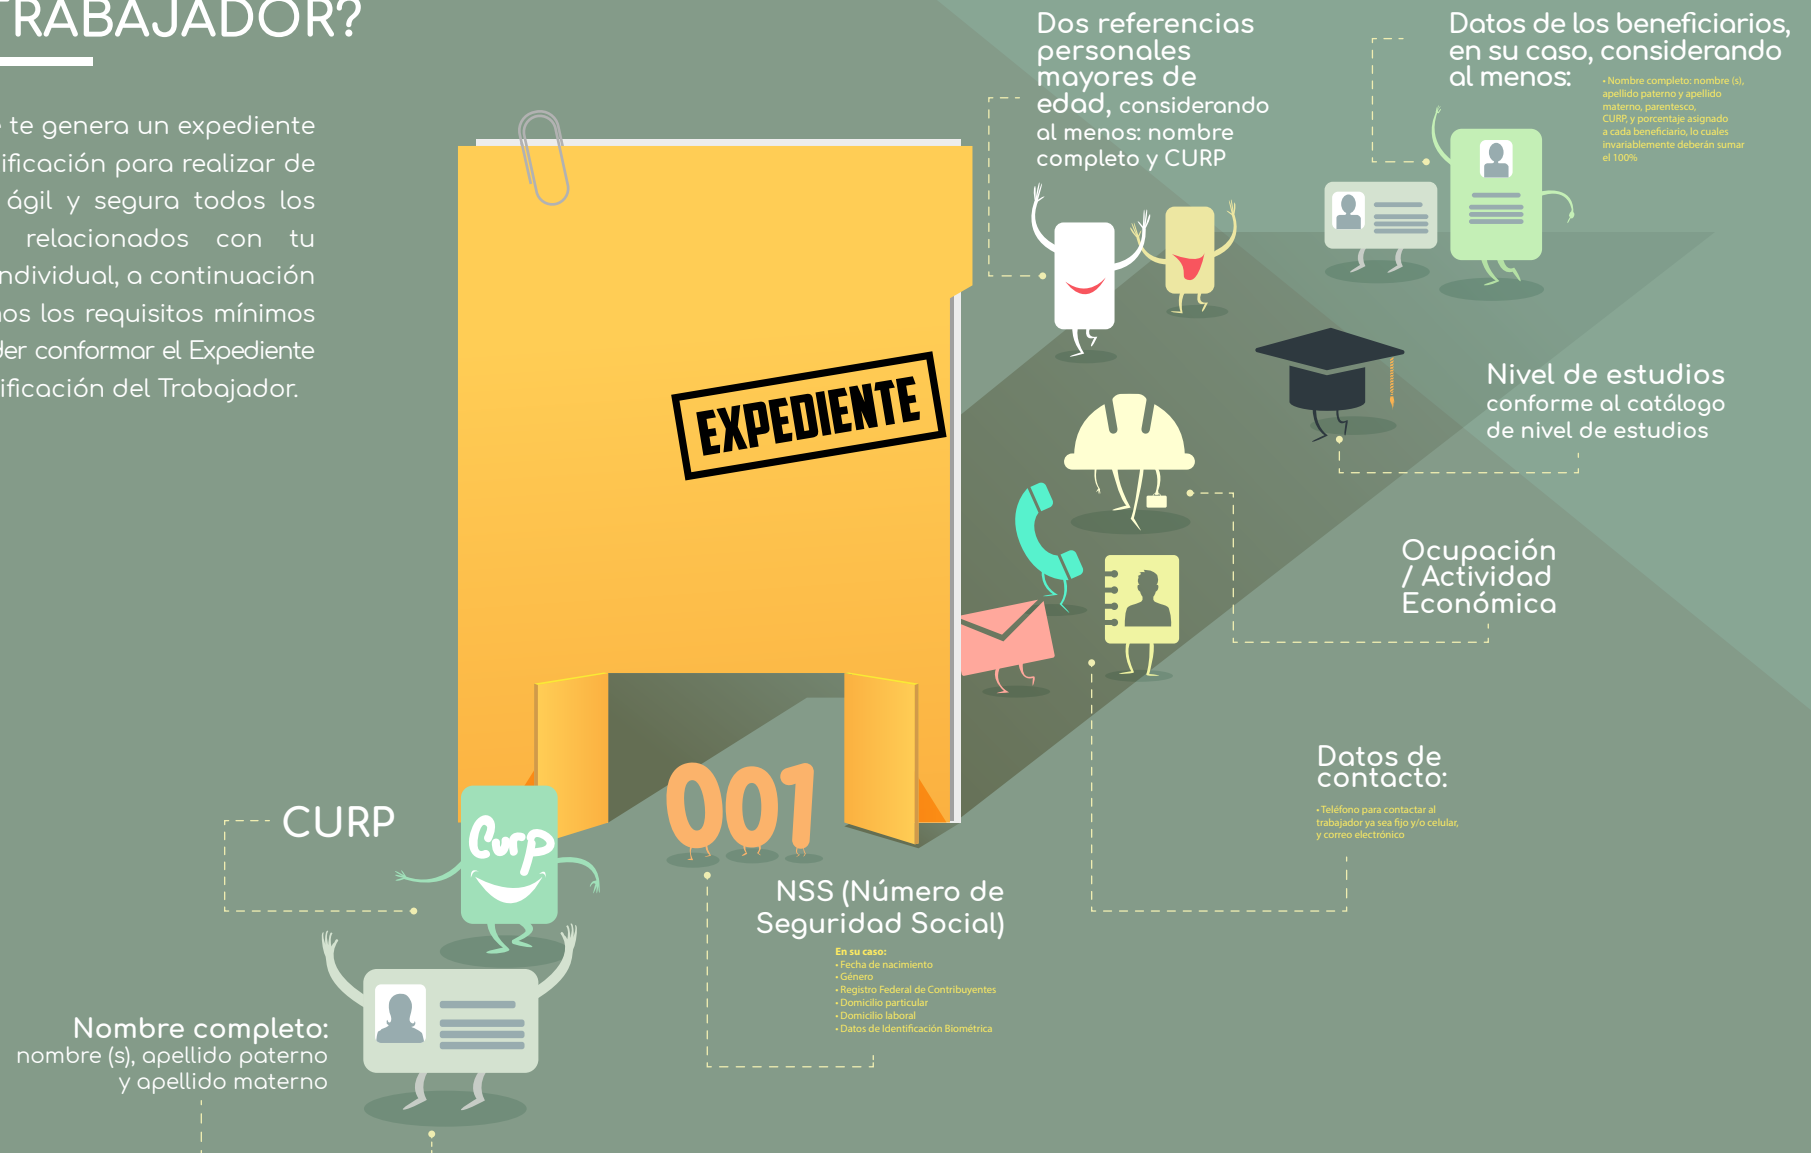 TRABAJADOR?
te genera un expediente
ificación para realizar de
ágil y segura todos los
relacionados con tu
ndividual, a continuación
os los requisitos mínimos
der conformar el Expediente
ificación del Trabajador.
EXPEDIENTE
Dos referencias
personales
mayores de
edad, considerando
al menos: nombre
completo y CURP
Datos de los beneficiarios,
en su caso, considerando
al menos:
• Nombre completo: nombre (s),
apellido paterno y apellido
materno, parentesco,
CURP, y porcentaje asignado
a cada beneficiario, lo cuales
invariablemente deberán sumar
el 100%
Nivel de estudios
conforme al catálogo
de nivel de estudios
Ocupación
/ Actividad
Económica
Datos de
contacto:
• Teléfono para contactar al
trabajador ya sea fijo y/o celular,
y correo electrónico
CURP
Curp
001
NSS (Número de
Seguridad Social)
En su caso:
• Fecha de nacimiento
• Género
• Registro Federal de Contribuyentes
• Domicilio particular
• Domicilio laboral
• Datos de Identificación Biométrica
Nombre completo:
nombre (s), apellido paterno
y apellido materno